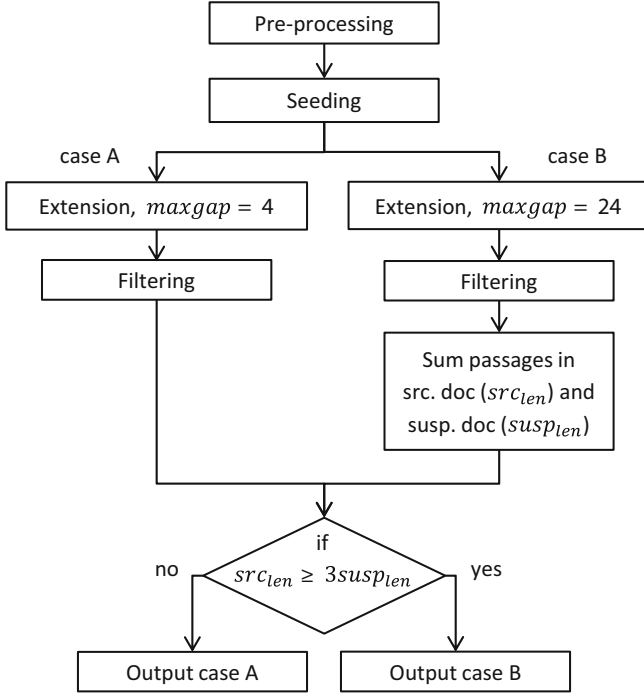 Pre-processing
Seeding
case A
case B
Extension, maxgap = 4
Extension, maxgap = 24
Filtering
Filtering
Sum passages in
src. doc (src_len) and
susp. doc (susp_len)
if
no
src_len ≥ 3susp_len
yes
Output case A
Output case B